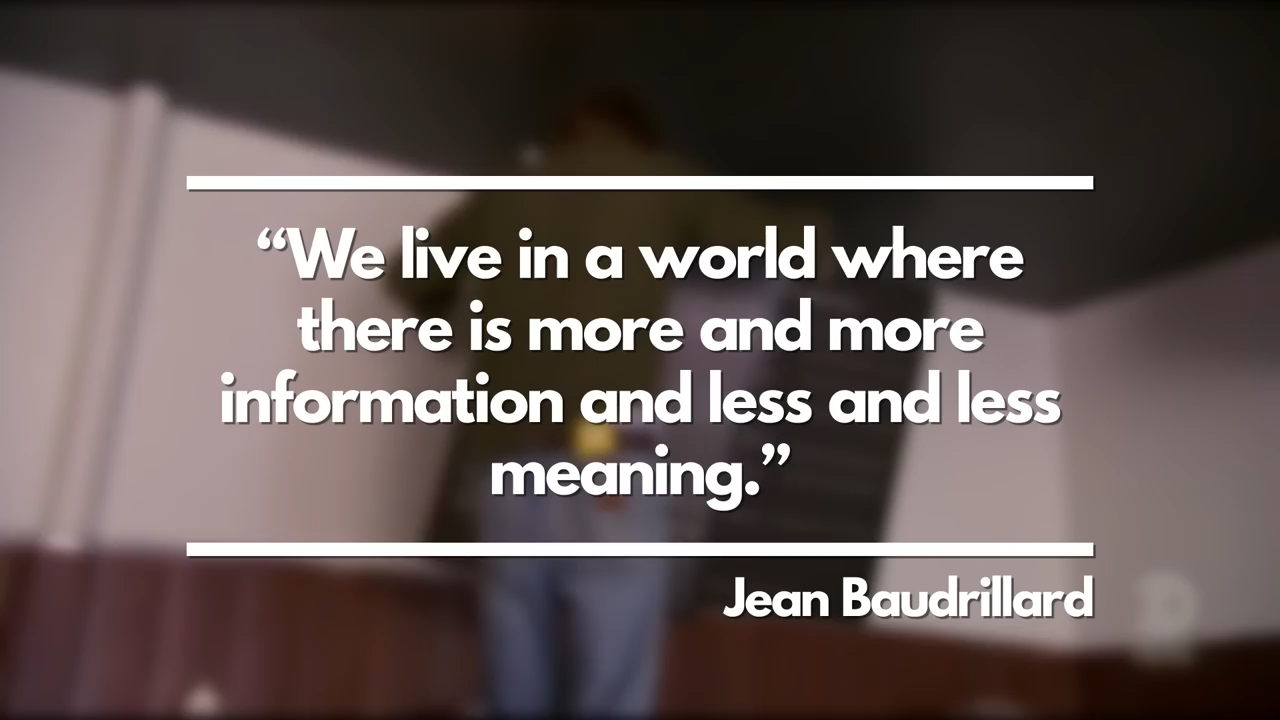 “We live in a world where
there is more and more
information and less and less
meaning.”
Jean Baudrillard